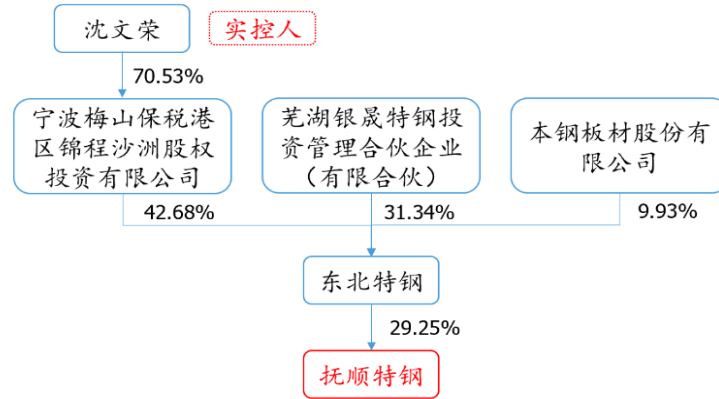 沈文荣
实控人
70.53%
宁波梅山保税港
区锦程沙洲股权
投资有限公司
芜湖银晟特钢投
资管理合伙企业
（有限合伙）
本钢板材股份有
限公司
42.68%
31.34%
9.93%
东北特钢
29.25%
抚顺特钢